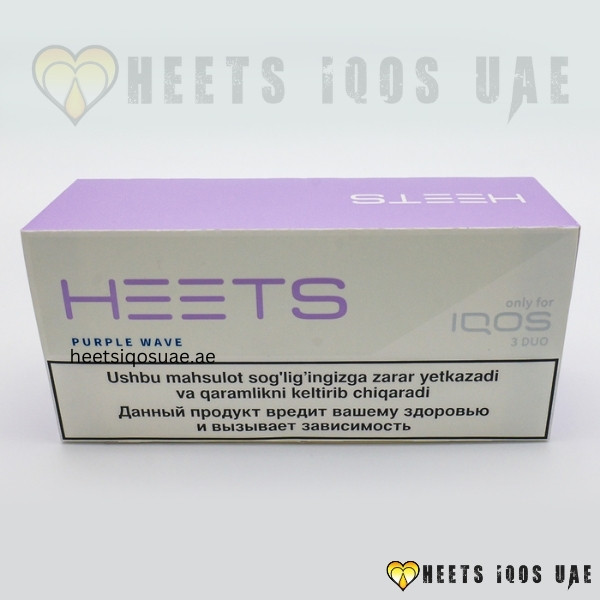 HEETS iQOS UAE
HEETS
HEETS
only for
IQOS
3 DUO
PURPLE WAVE
heetsiqosuae.ae
Ushbu mahsulot sog'lig’ingizga zarar yetkazadi
va qaramlikni keltirib chiqaradi
Данный продукт вредит вашему здоровью
и вызывает зависимость
HEETS iQOS UAE